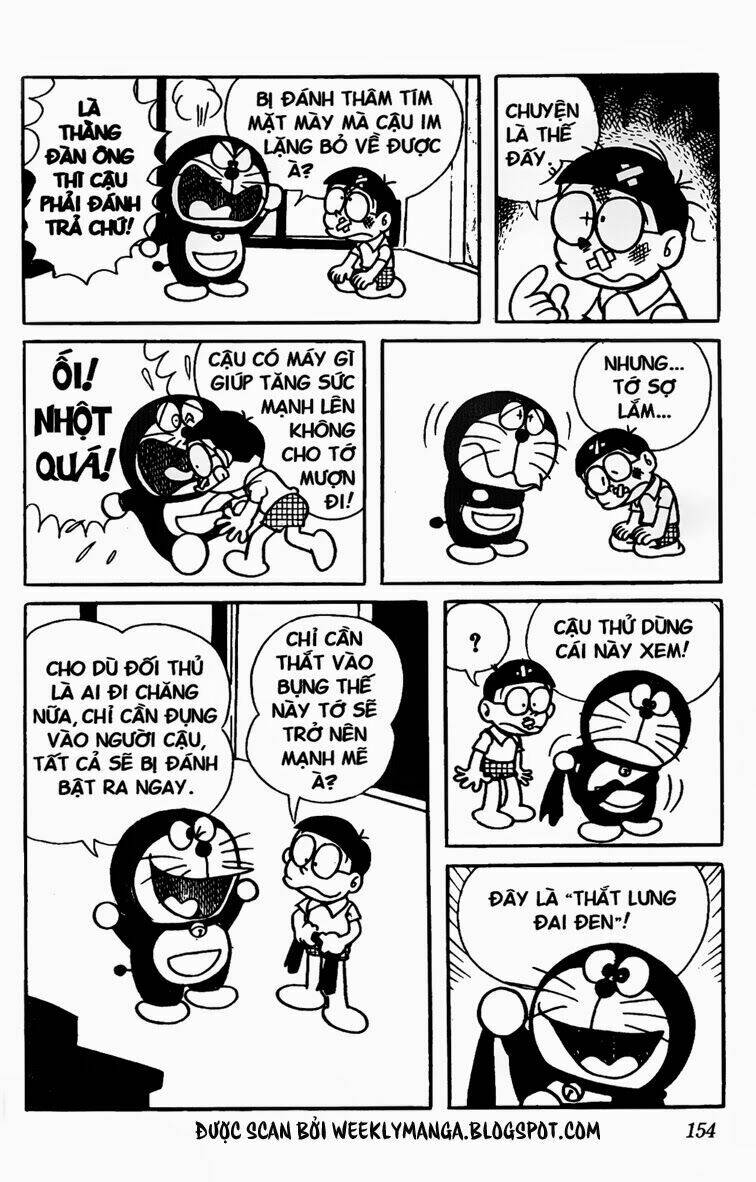 CHUYỆN
LÀ THẾ
ĐẤY.
BỊ ĐÁNH THÂM TÍM
MẶT MÀY MÀ CẬU IM
LẶNG BỎ VỀ ĐƯỢC
À?
LÀ
THẰNG
ĐÀN ÔNG
THÌ CẬU
PHẢI ĐÁNH
TRẢ CHỨ!
NHƯNG...
TỚ SỢ
LẮM...
CẬU CÓ MÁY GÌ
GIÚP TĂNG SỨC
MẠNH LÊN
KHÔNG
CHO TỚ
MƯỢN
ĐI!
ỐI!
NHỘT
QUÁ!
CẬU THỬ DÙNG
CÁI NÀY XEM!
?
ĐÂY LÀ “THẮT LƯNG
ĐAI ĐEN”!
CHỈ CẦN
THẮT VÀO
BỤNG THẾ
NÀY TỚ SẼ
TRỞ NÊN
MẠNH MẼ
À?
CHO DÙ ĐỐI THỦ
LÀ AI ĐI CHĂNG
NỮA, CHỈ CẦN ĐỤNG
VÀO NGƯỜI CẬU,
TẤT CẢ SẼ BỊ ĐÁNH
BẬT RA NGAY.
ĐƯỢC SCAN BỞI WEEKLYMANGA.BLOGSPOT.COM
154